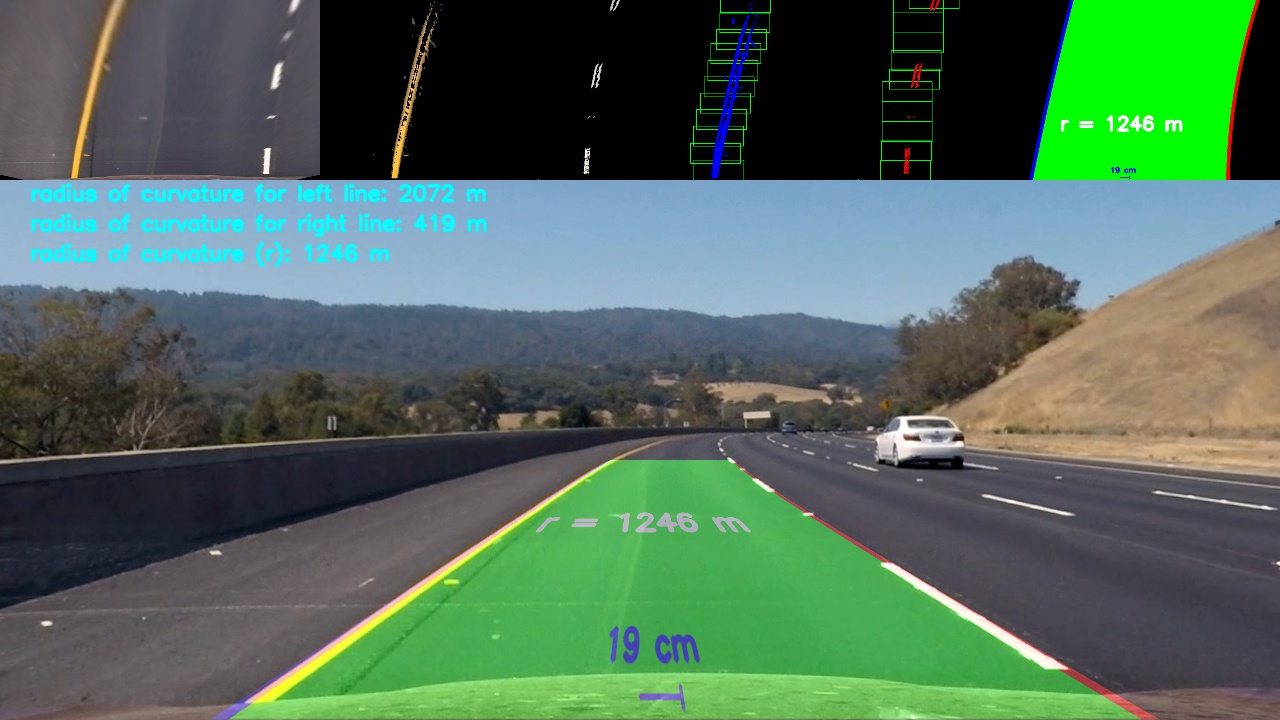 r = 1246 m
19 cm
radius of curvature for left line: 2072 m
radius of curvature for right line: 419 m
radius of curvature (r): 1246 m
r = 1246 m
19 cm